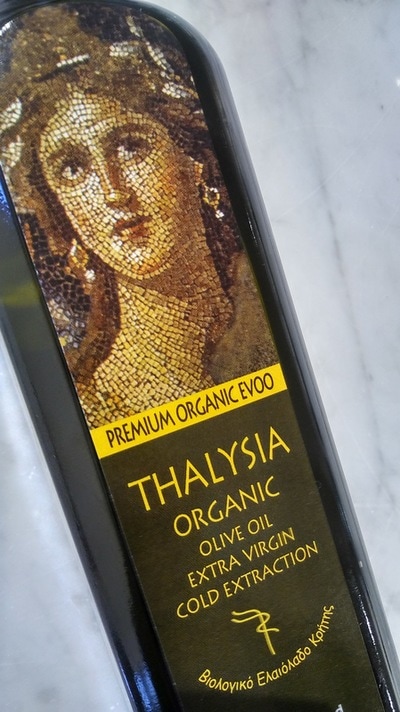 PREMIUM ORGANIC EVOO
THALYSIA
ORGANIC
OLIVE OIL
EXTRA VIRGIN
COLD EXTRACTION
Βιολογικό Ελαιόλαδο Κρήτης